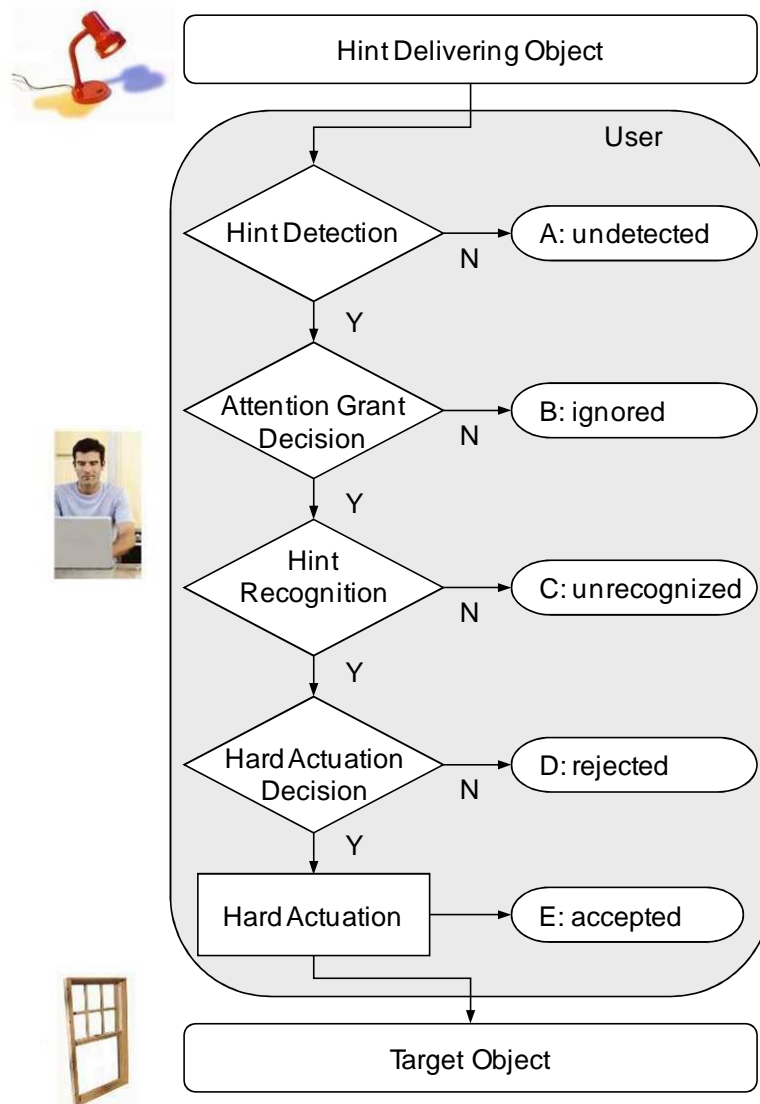 Hint Delivering Object
User
Hint Detection
N
A: undetected
Y
Attention Grant
Decision
N
B: ignored
Y
Hint
Recognition
N
C: unrecognized
Y
Hard Actuation
Decision
N
D: rejected
Y
Hard Actuation
E: accepted
Target Object